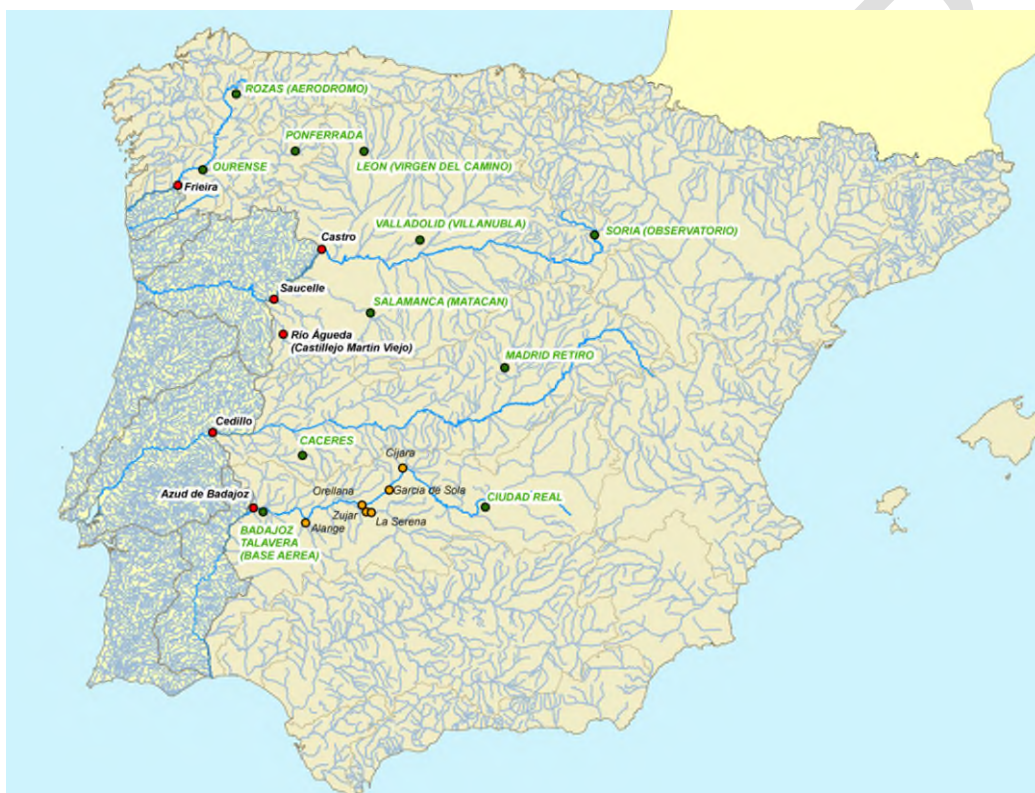 ROZAS (AERODROMO)
PONFERRADA
OURENSE
LEON (VIRGEN DEL CAMINO)
Frieira
VALLADOLID (VILLANUBLA)
SORIA (OBSERVATORIO)
Castro
Saucelle
SALAMANCA (MATACAN)
Río Águeda
(Castillejo Martín Viejo)
MADRID RETIRO
Cedillo
CACERES
Cijara
Orellana
Garcia de Sola
CIUDAD REAL
Azud de Badajoz
Zujar
La Serena
Alange
BADAJOZ
TALAVERA
(BASE AEREA)